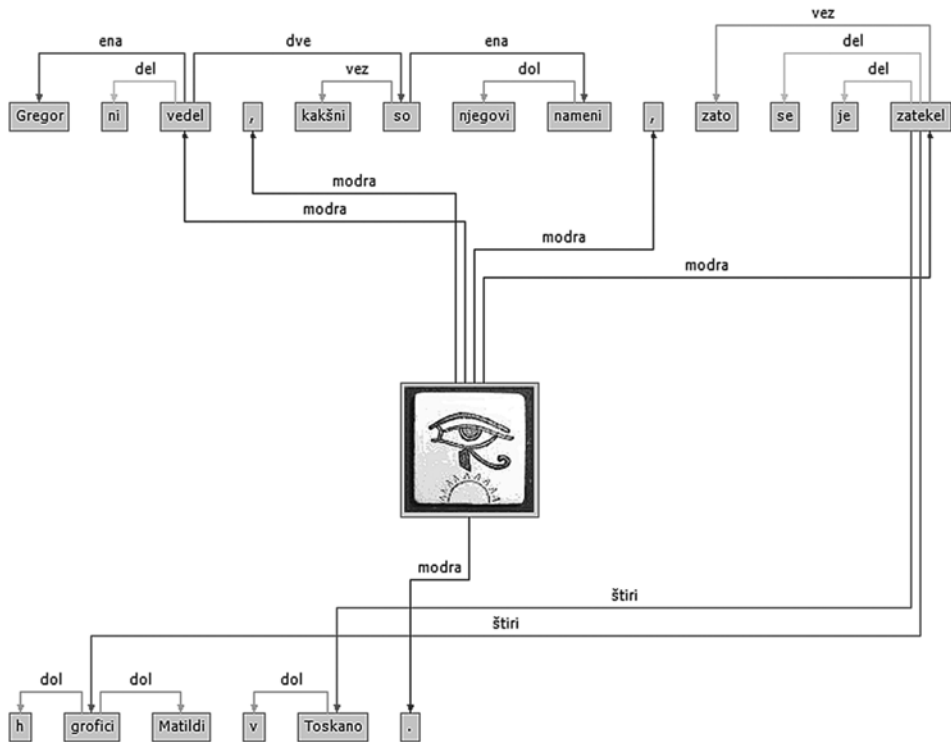 vez
ena dve ena del
del vez dol del
Gregor ni vedel , kakšni so njegovi nameni , zato se je zatekel
modra
modra
modra
modra
modra
štiri
štiri
dol dol dol
h grofici Matildi v Toskano .